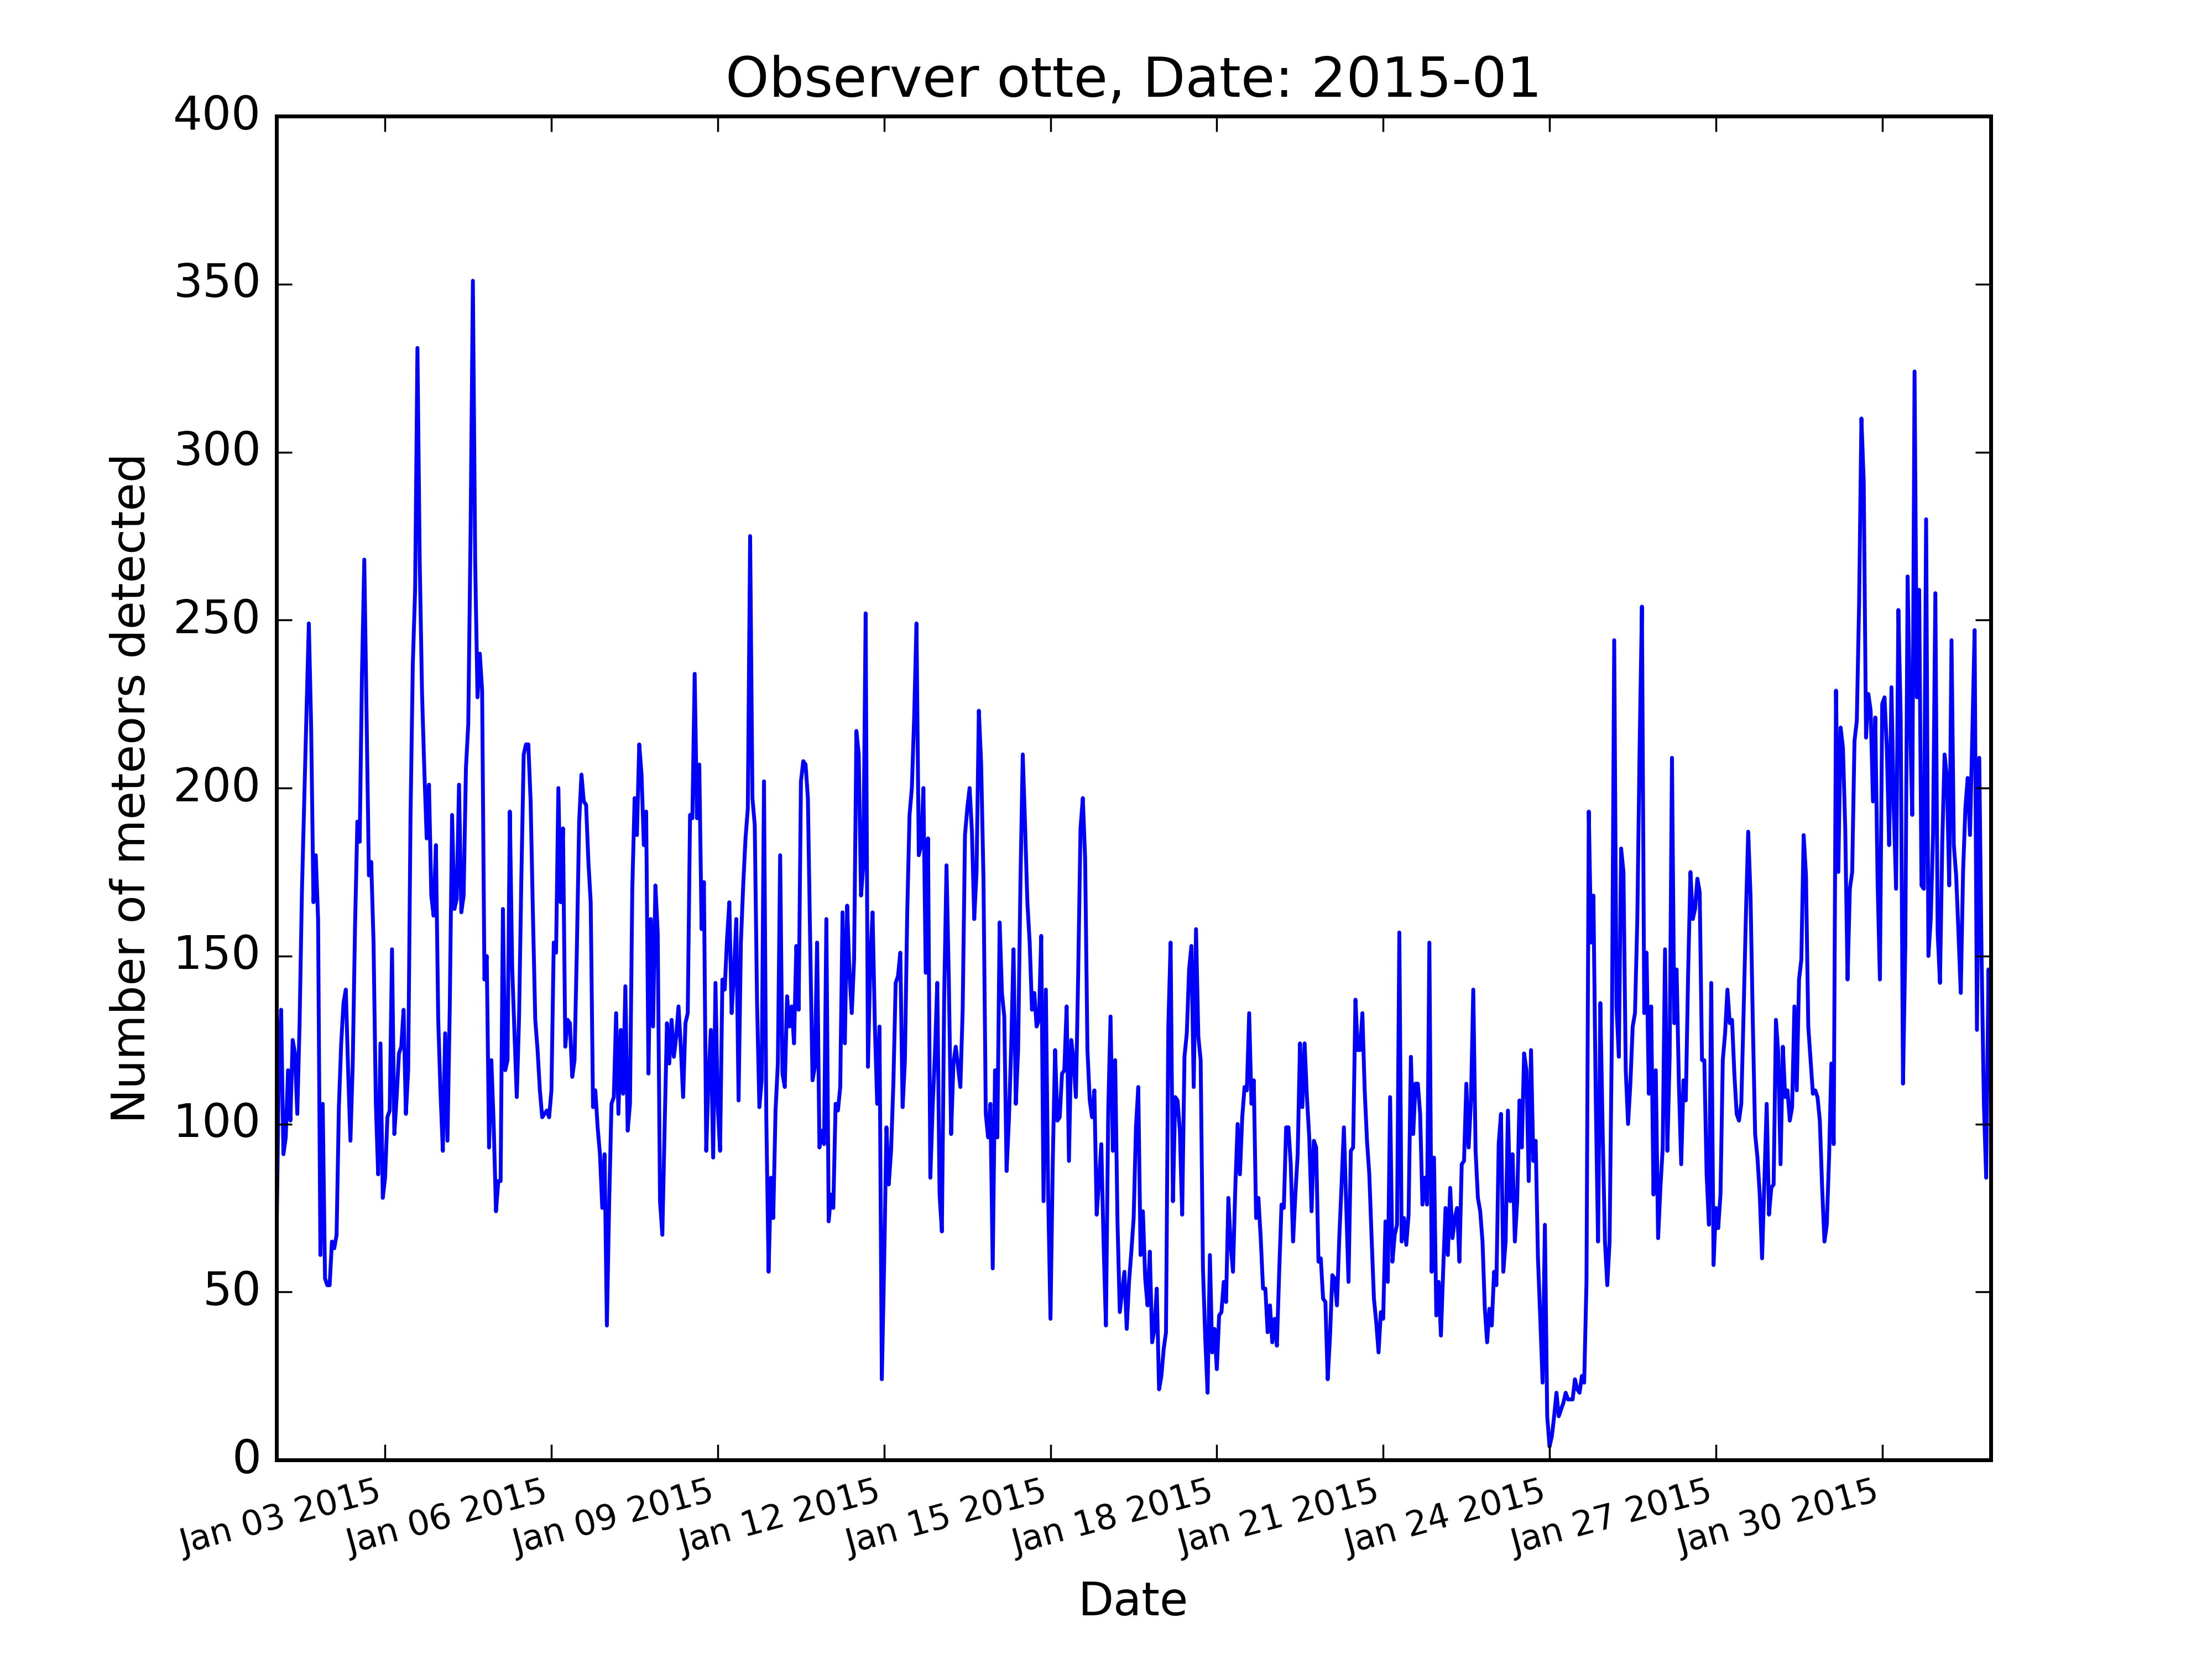 Observer otte, Date: 2015-01
400
350
300
250
200
150
100
50
0
Number of meteors detected
Jan 03 2015
Jan 06 2015
Jan 09 2015
Jan 12 2015
Jan 15 2015
Jan 18 2015
Jan 21 2015
Jan 24 2015
Jan 27 2015
Jan 30 2015
Date